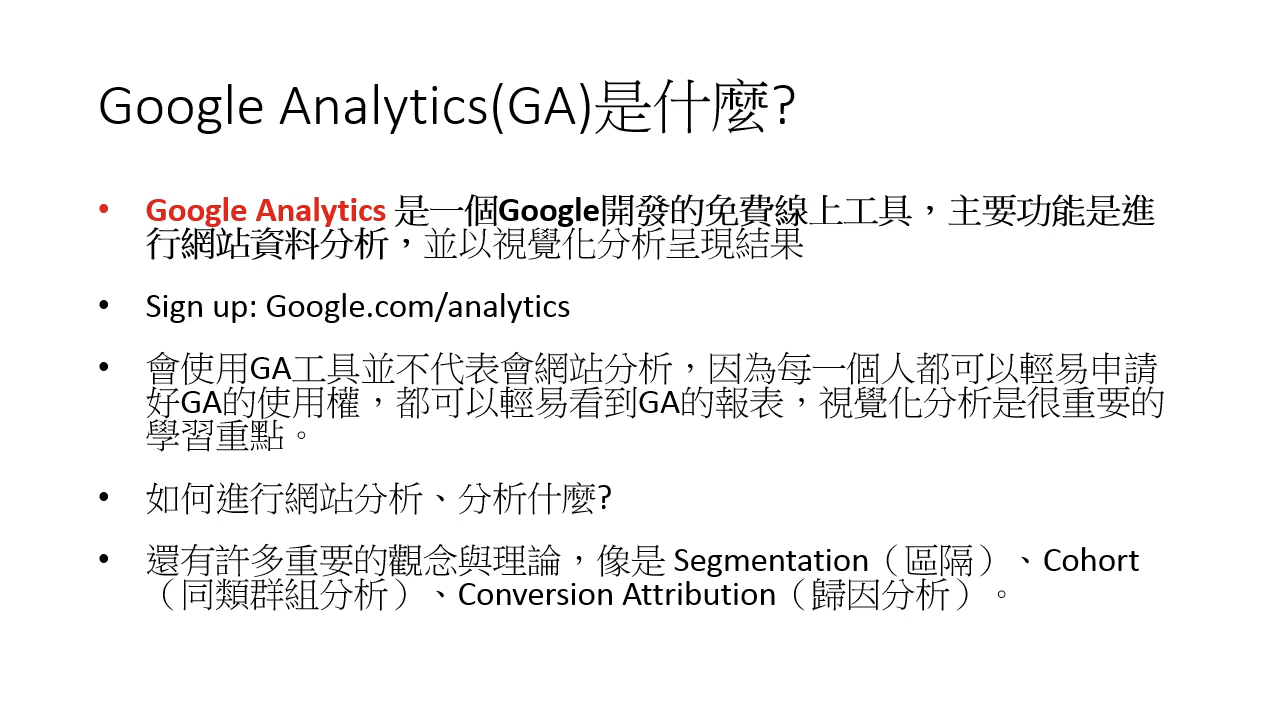 Google Analytics(GA)是什麼?
• Google Analytics 是一個Google開發的免費線上工具，主要功能是進
行網站資料分析，並以視覺化分析呈現結果
• Sign up: Google.com/analytics
• 會使用GA工具並不代表會網站分析，因為每一個人都可以輕易申請
好GA的使用權，都可以輕易看到GA的報表，視覺化分析是很重要的
學習重點。
• 如何進行網站分析、分析什麼?
• 還有許多重要的觀念與理論，像是 Segmentation（區隔）、Cohort
（同類群組分析）、Conversion Attribution（歸因分析）。